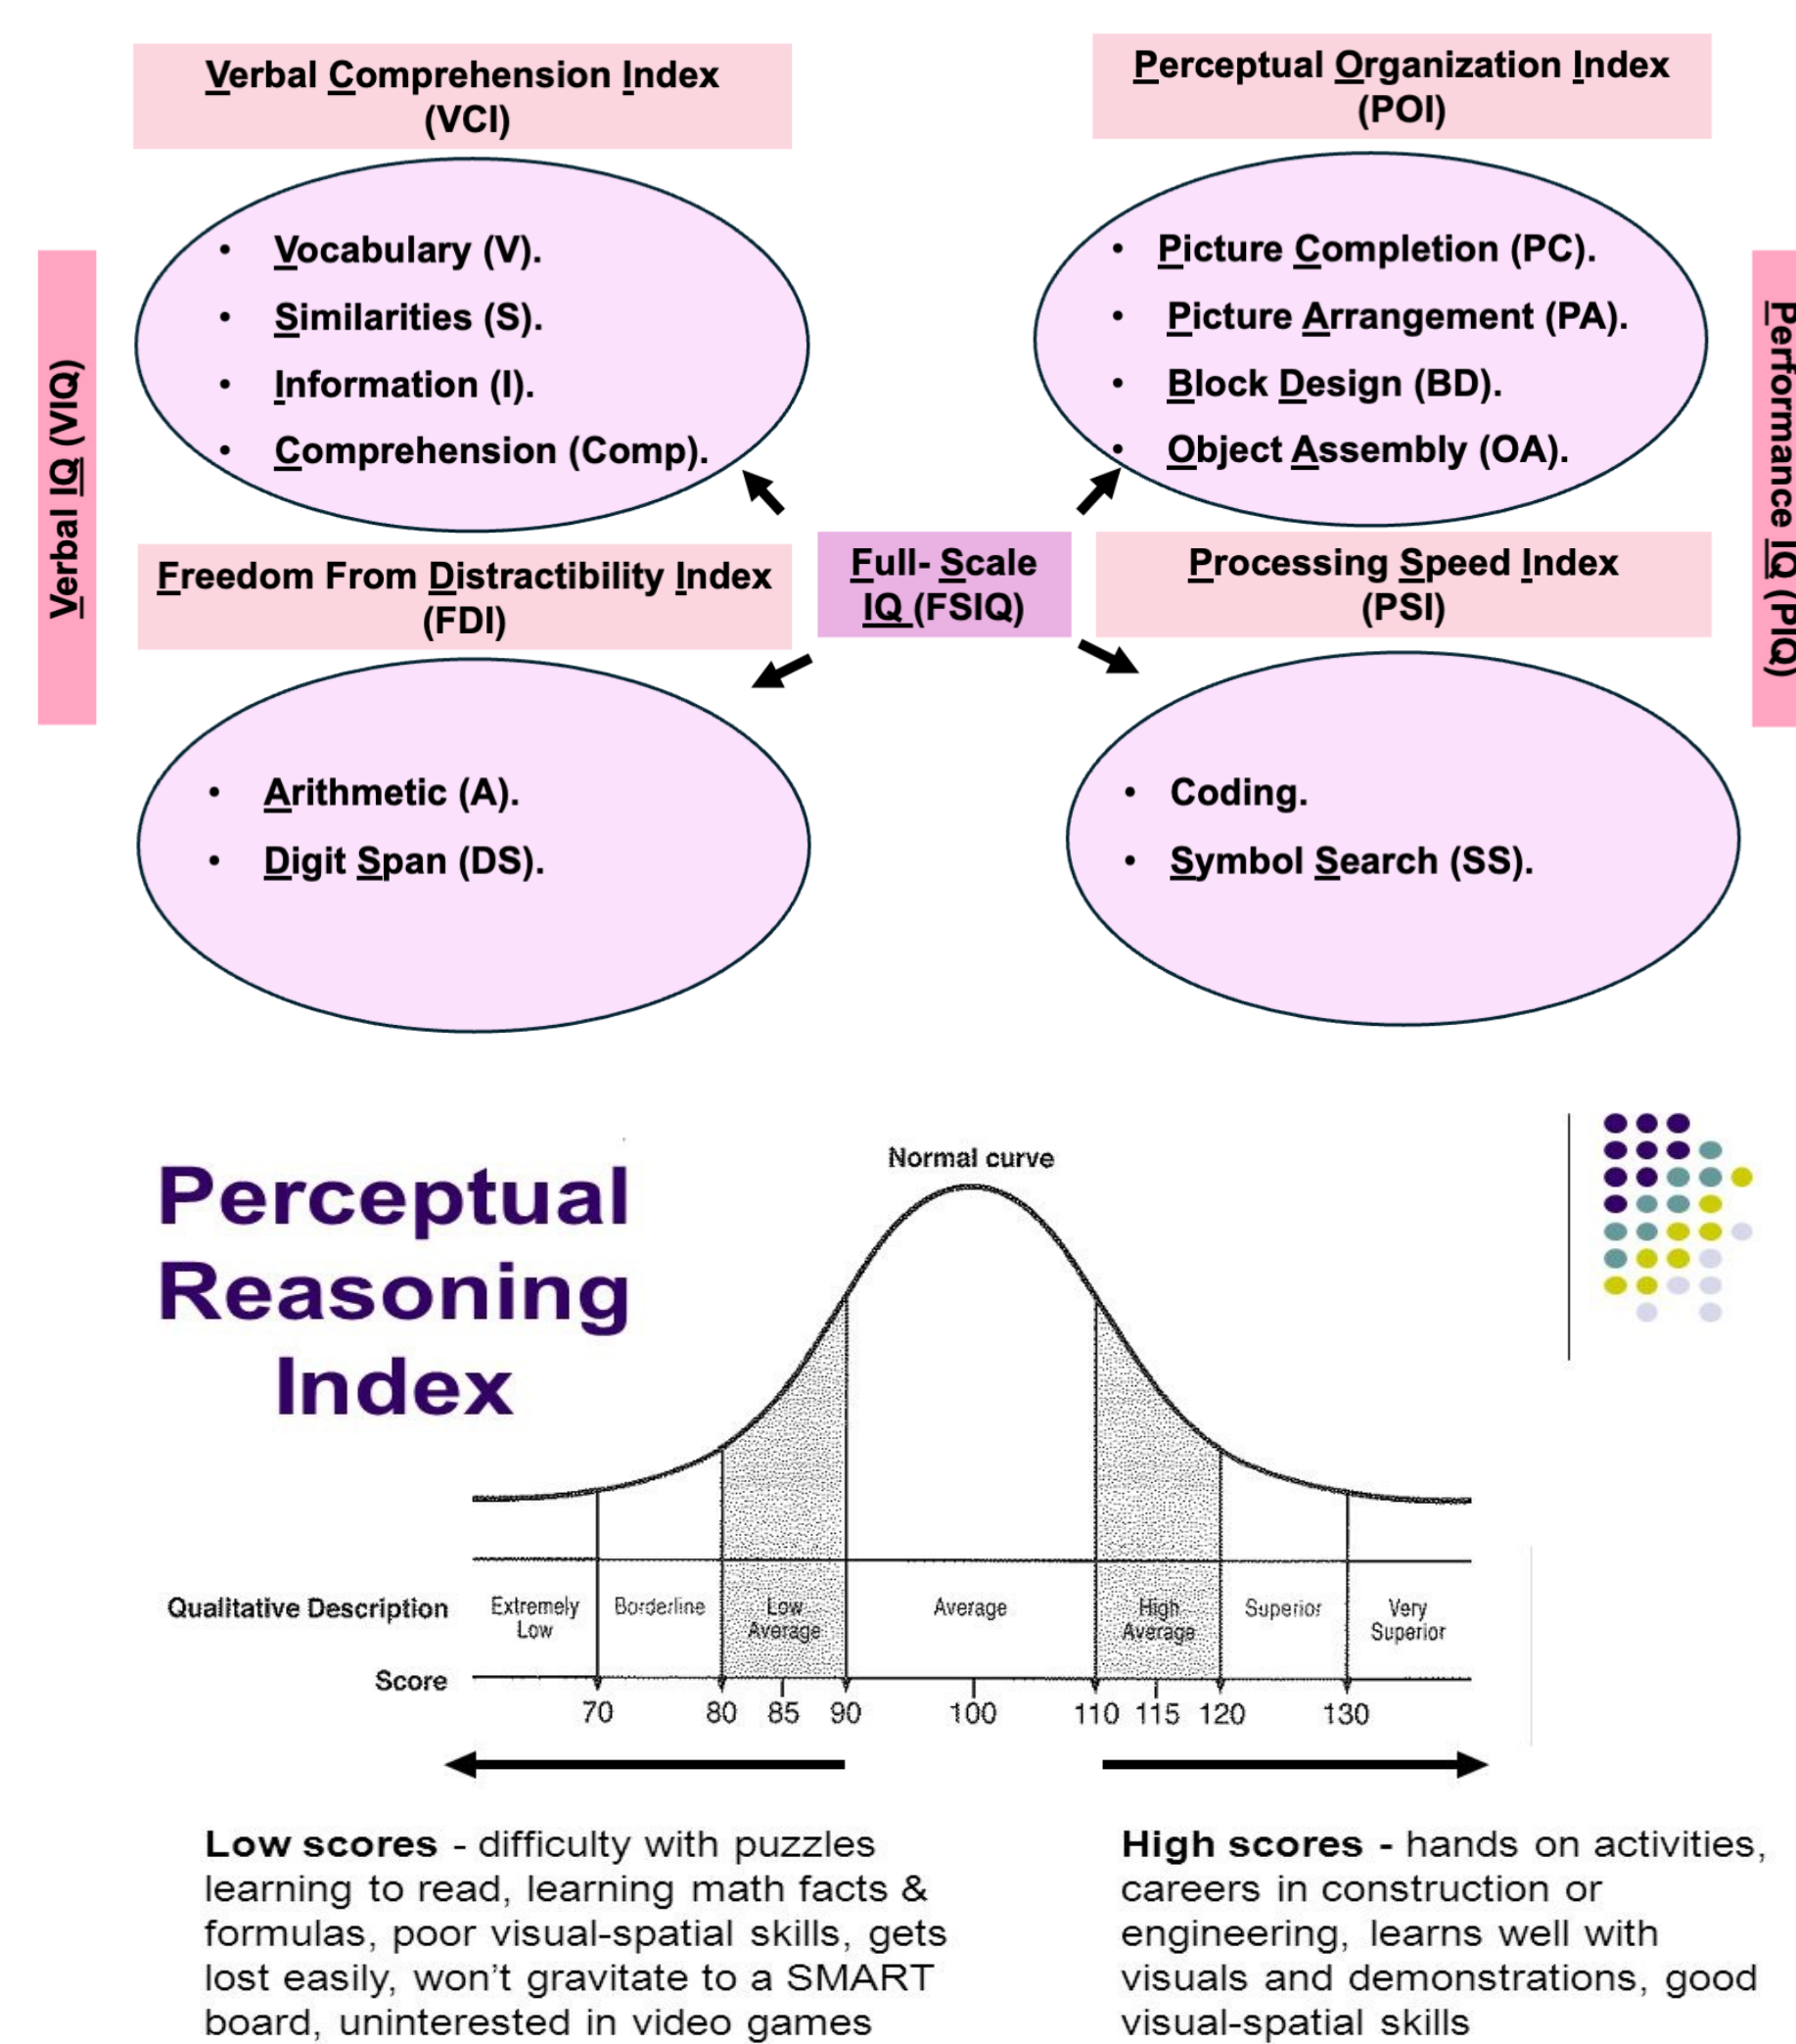 Verbal Comprehension Index
(VCI)
• Vocabulary (V).
• Similarities (S).
• Information (I).
• Comprehension (Comp).
Perceptual Organization Index
(POI)
• Picture Completion (PC).
• Picture Arrangement (PA).
• Block Design (BD).
• Object Assembly (OA).
Verbal IQ (VIQ)
Performance IQ (PIQ)
Full- Scale
IQ (FSIQ)
Freedom From Distractibility Index
(FDI)
• Arithmetic (A).
• Digit Span (DS).
Processing Speed Index
(PSI)
• Coding.
• Symbol Search (SS).
Perceptual
Reasoning
Index
Normal curve
Qualitative Description
Extremely
Low
Borderline
Low
Average
Average
High
Average
Superior
Very
Superior
Score
70 80 85 90 100 110 115 120 130
Low scores - difficulty with puzzles
learning to read, learning math facts &
formulas, poor visual-spatial skills, gets
lost easily, won't gravitate to a SMART
board, uninterested in video games
High scores - hands on activities,
careers in construction or
engineering, learns well with
visuals and demonstrations, good
visual-spatial skills